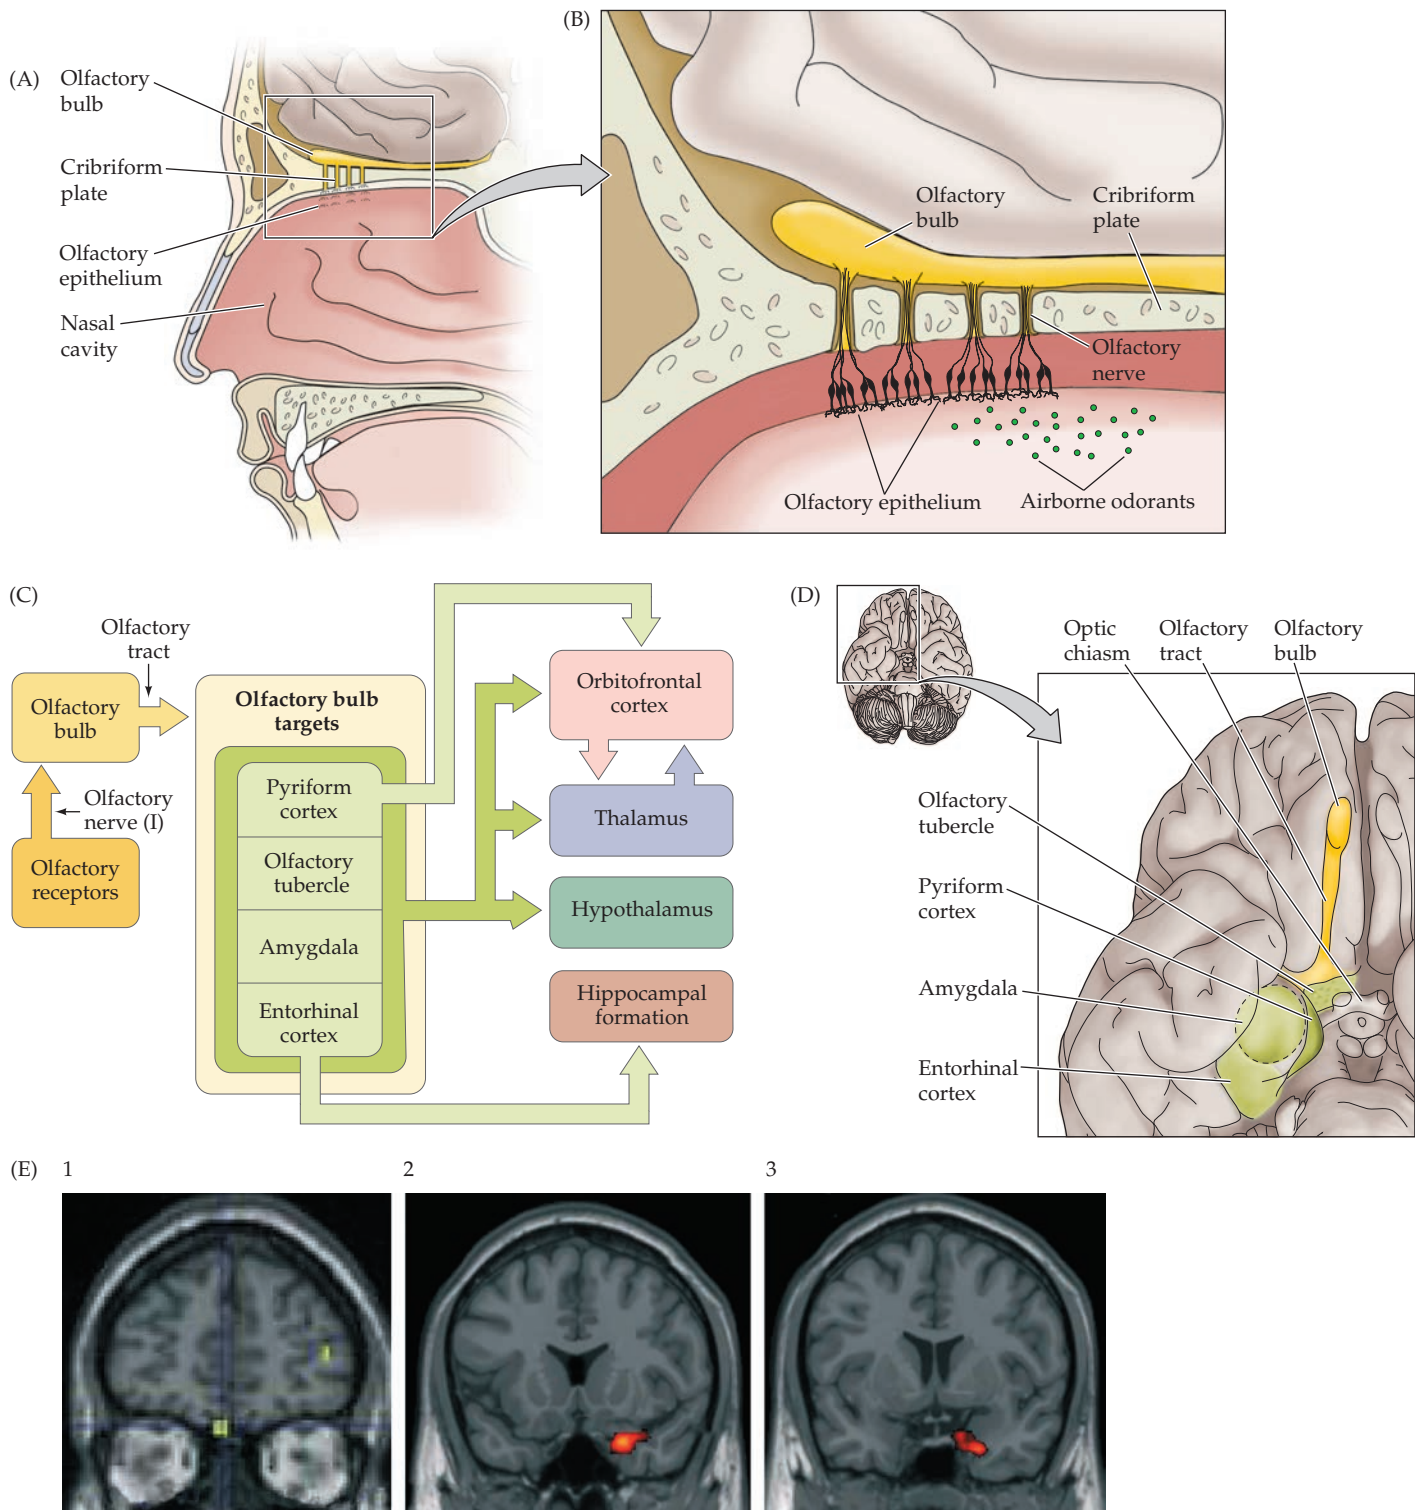 (A)
Olfactory
bulb
Cribriform
plate
Olfactory
epithelium
Nasal
cavity
(B)
Olfactory
bulb
Cribriform
plate
Olfactory
nerve
Olfactory epithelium
Airborne odorants
(C)
Olfactory
tract
Olfactory
bulb
Olfactory
nerve (I)
Olfactory
receptors
Olfactory bulb
targets
Pyriform
cortex
Olfactory
tubercle
Amygdala
Entorhinal
cortex
Orbitofrontal
cortex
Thalamus
Hypothalamus
Hippocampal
formation
(D)
Optic
chiasm
Olfactory
tract
Olfactory
bulb
Olfactory
tubercle
Pyriform
cortex
Amygdala
Entorhinal
cortex
(E)
1
2
3